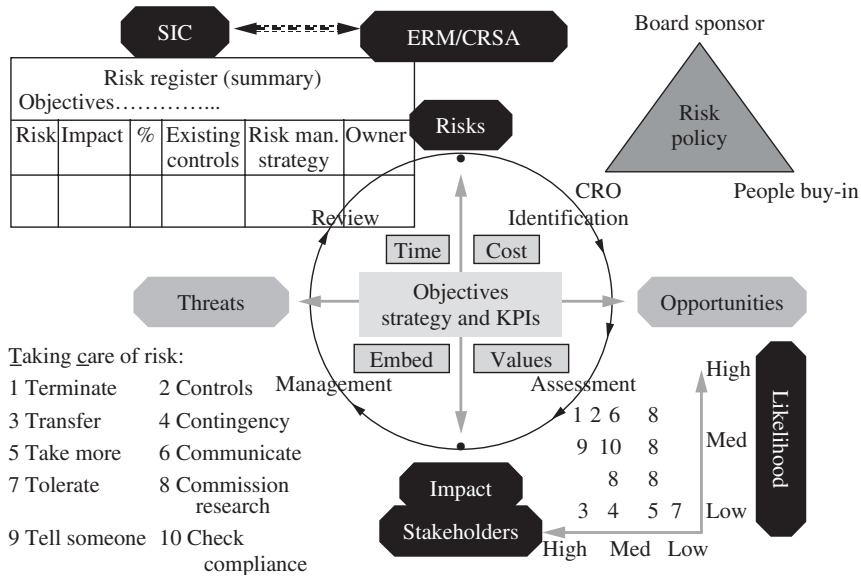 SIC
ERM/CRSA
Board sponsor
Risk register (summary)
Objectives…………...
Risk Impact % Existing controls Risk man. strategy Owner
Risks
Risk
policy
CRO
People buy-in
Review
Identification
Time
Cost
Threats
Objectives
strategy and KPIs
Opportunities
Embed
Values
Management
Assessment
Taking care of risk:
1 Terminate 2 Controls
3 Transfer 4 Contingency
5 Take more 6 Communicate
7 Tolerate 8 Commission
research
9 Tell someone 10 Check
compliance
Impact
Stakeholders
High
1 2 6 8
9 10 8 Med
8 8
3 4 5 7 Low
High Med Low
Likelihood